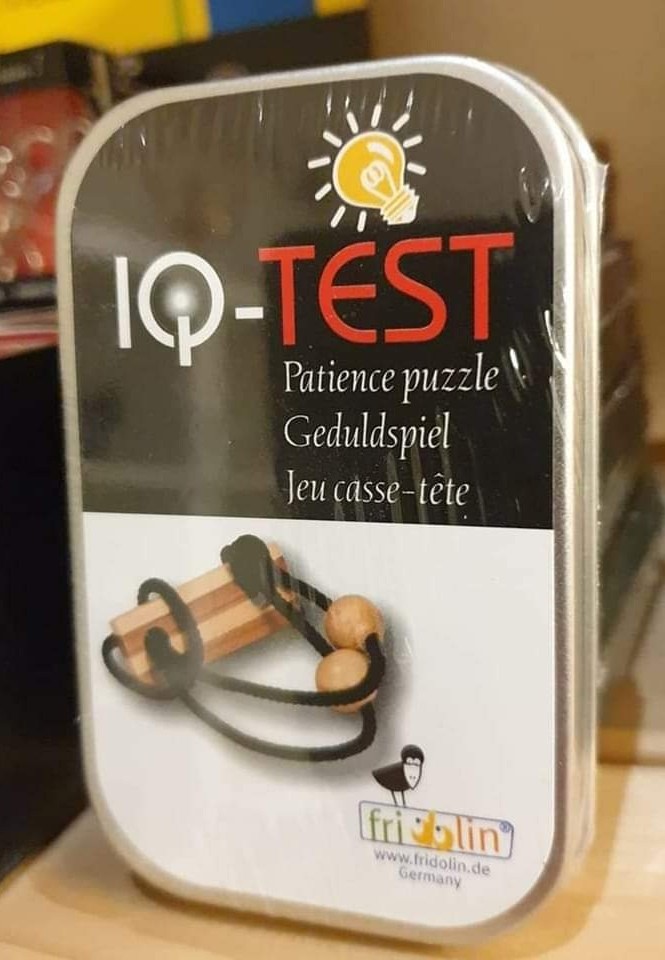 IQ-TEST
Patience puzzle
Geduldspiel
Jeu casse-tête
fridolin®
www.fridolin.de
Germany